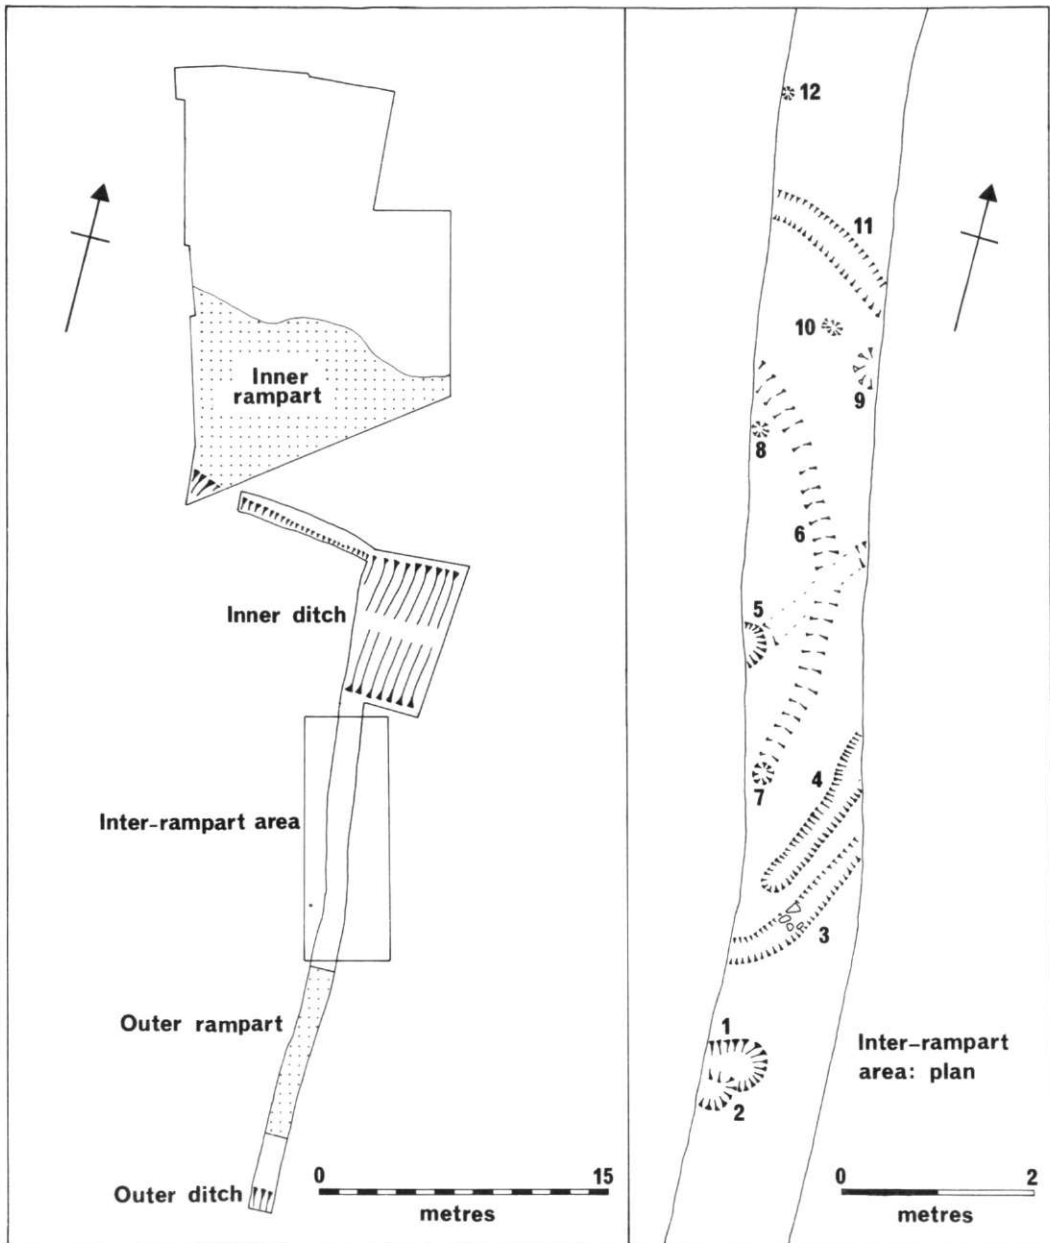 Inner
rampart
Inner ditch
Inter-rampart area
Outer rampart
Outer ditch
0 15
metres
12
11
10
9
8
6
5
7
4
3
1
2
Inter-rampart
area: plan
0 2
metres